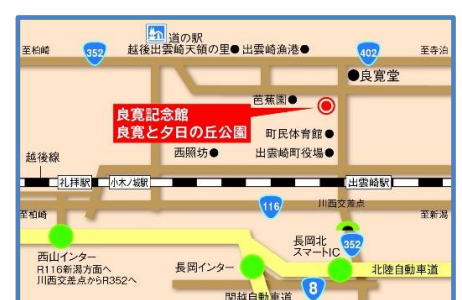 道の駅
越後出雲崎天領の里● 出雲崎漁港●
至柏崎
352
402
至寺泊
●良寛堂
芭蕉園●
良寛記念館
良寛と夕日の丘公園
町民体育館●
西照坊●
出雲崎町役場●
越後線
礼拝駅
小木ノ城駅
出雲崎駅
116
川西交差点
至柏崎
至新潟
長岡北
スマートIC
352
西山インター
R116新潟方面へ
川西交差点からR352へ
長岡インター
北陸自動車道
関越自動車道
8